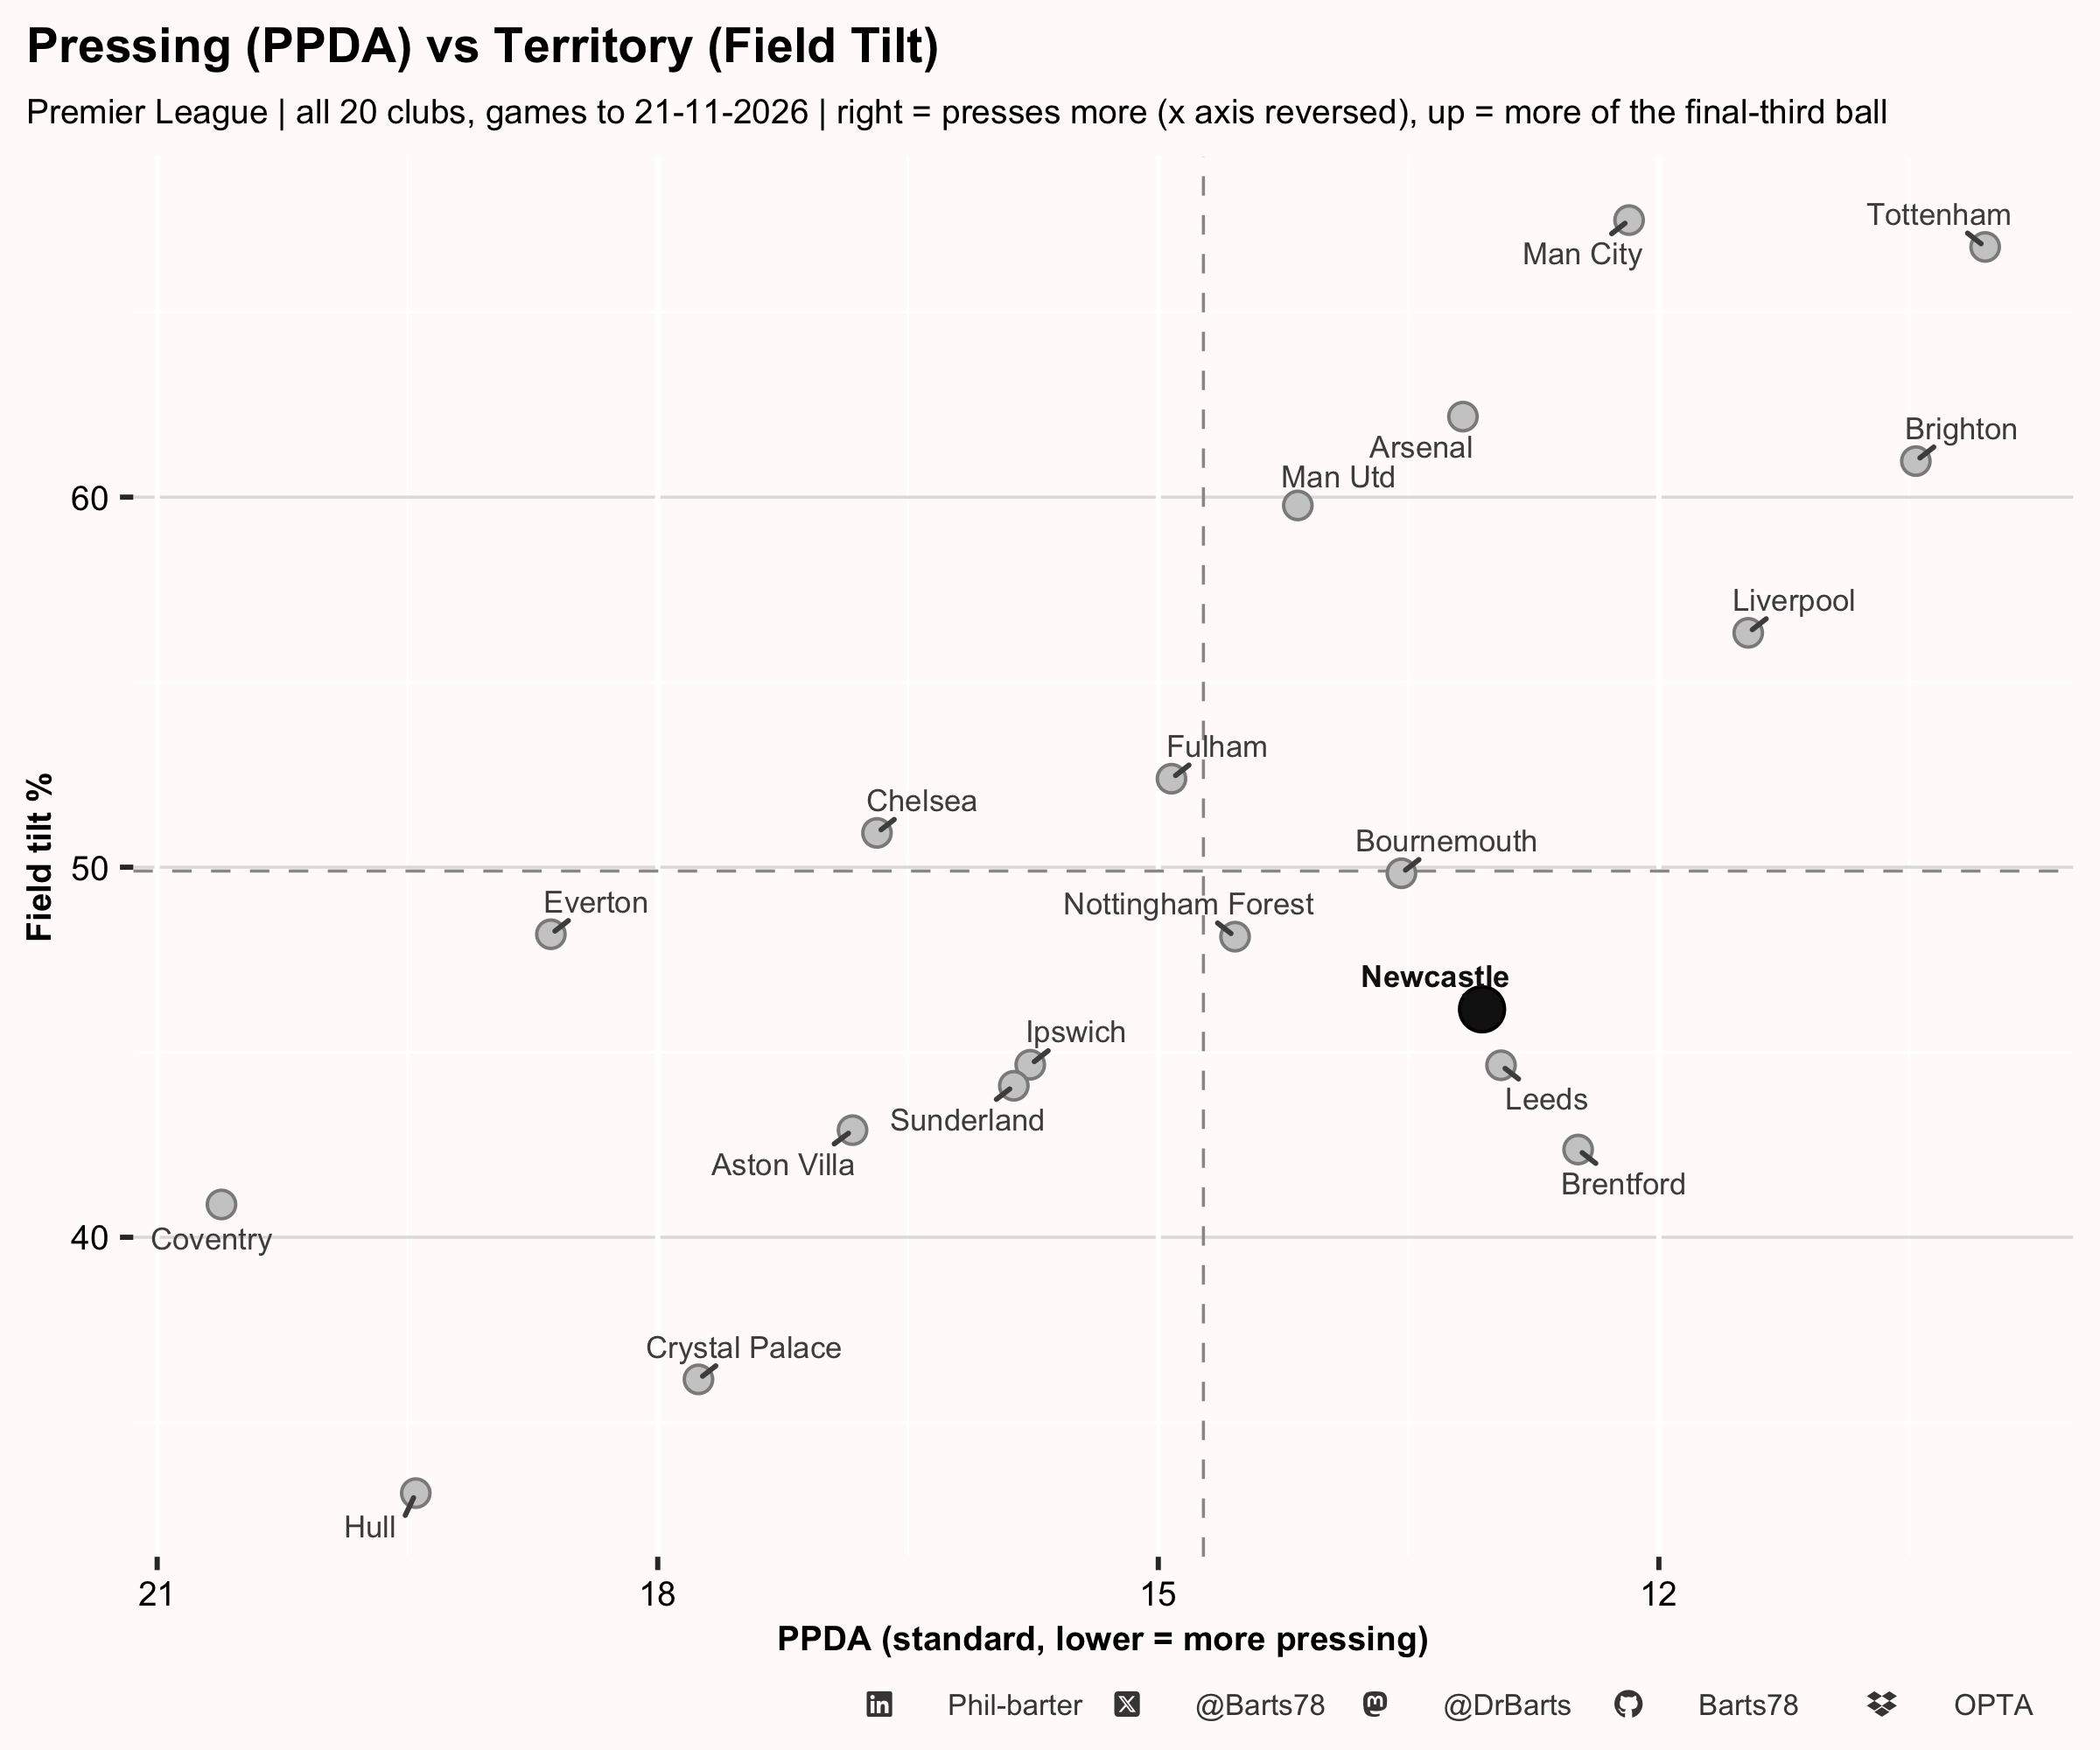 Pressing (PPDA) vs Territory (Field Tilt)
Premier League | all 20 clubs, games to 21-11-2026 | right = presses more (x axis reversed), up = more of the final-third ball
Tottenham
Man City
Brighton
Arsenal
Man Utd
60
Liverpool
Fulham
Chelsea
Bournemouth
50
Everton
Nottingham Forest
Field tilt %
Newcastle
Ipswich
Leeds
Sunderland
Aston Villa
Brentford
Coventry
40
Crystal Palace
Hull
21 18 15 12
PPDA (standard, lower = more pressing)
Phil-barter @Barts78 @DrBarts Barts78 OPTA